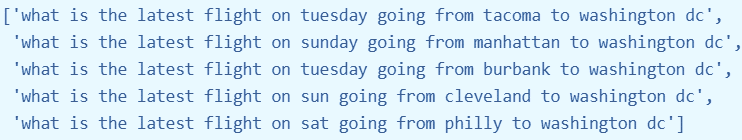 ['what is the latest flight on tuesday going from tacoma to washington dc',
'what is the latest flight on sunday going from manhattan to washington dc',
'what is the latest flight on tuesday going from burbank to washington dc',
'what is the latest flight on sun going from cleveland to washington dc',
'what is the latest flight on sat going from philly to washington dc']